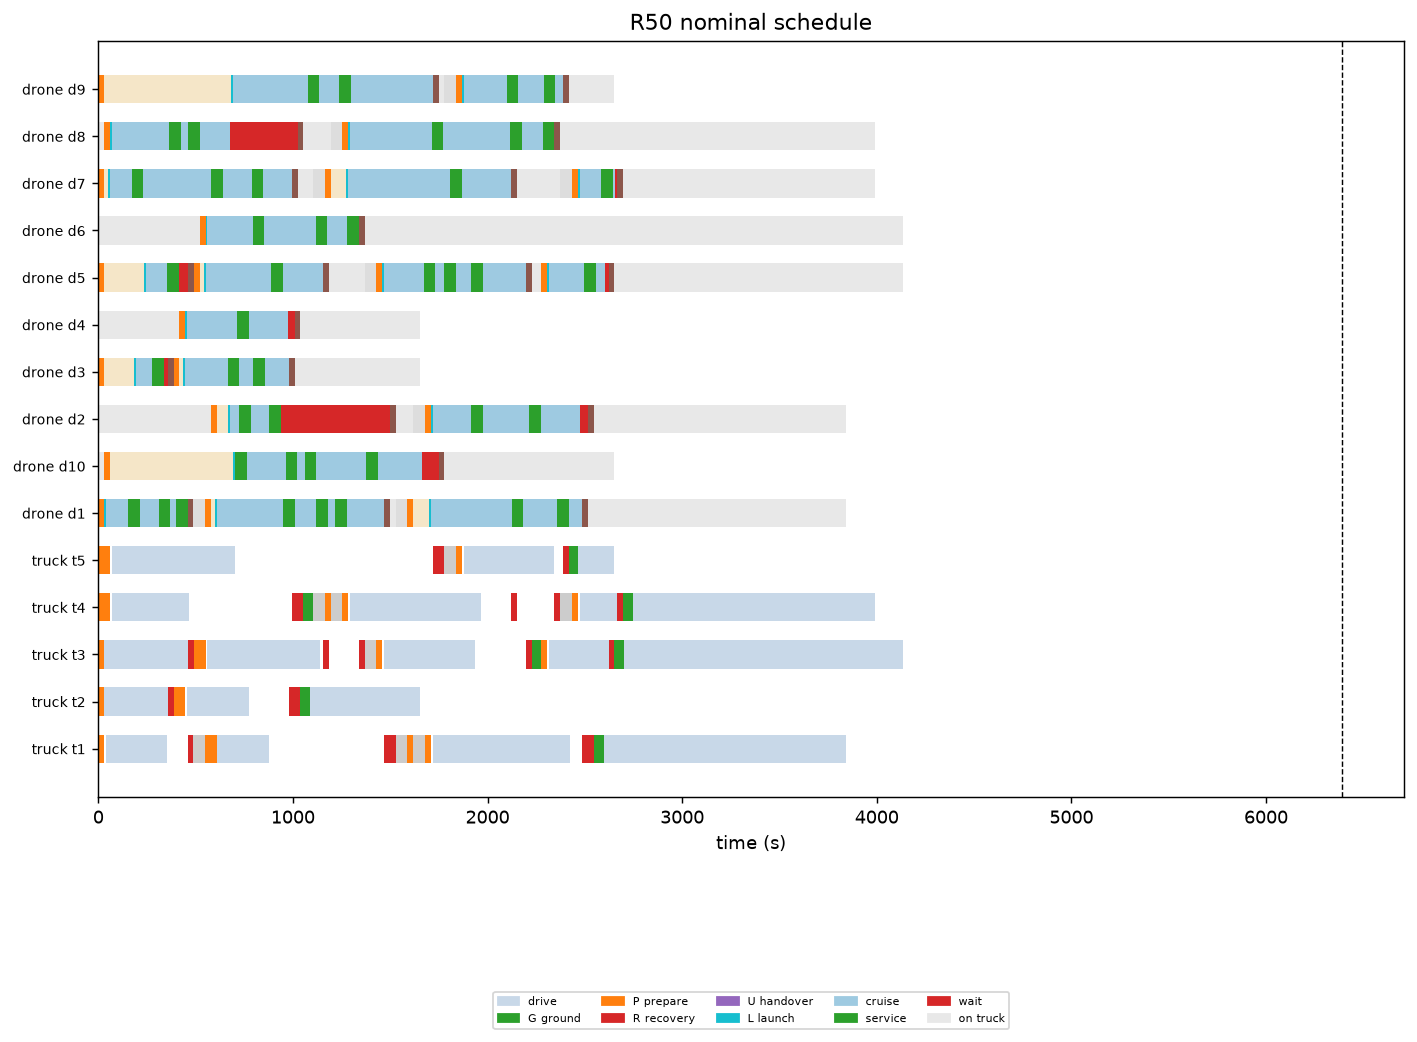 R50 nominal schedule
drone d9
drone d8
drone d7
drone d6
drone d5
drone d4
drone d3
drone d2
drone d10
drone d1
truck t5
truck t4
truck t3
truck t2
truck t1
0 1000 2000 3000 4000 5000 6000
time (s)
drive P prepare U handover cruise wait
G ground R recovery L launch service on truck